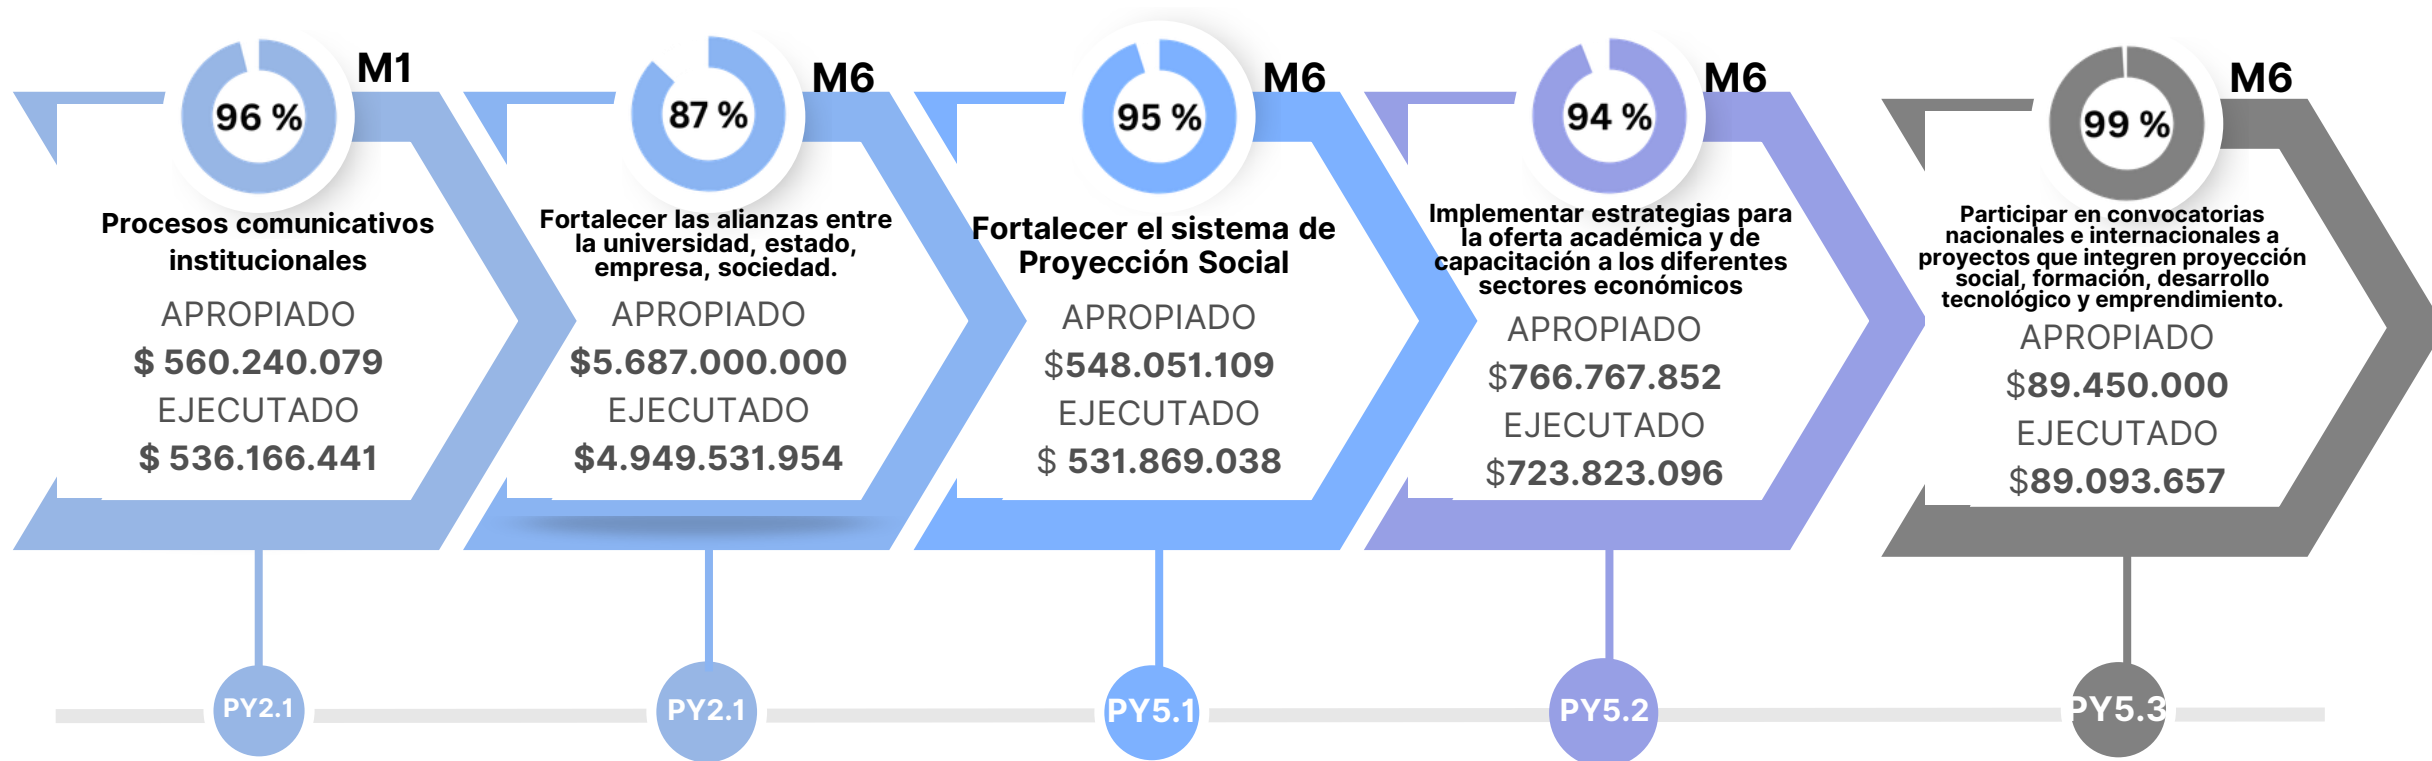 M1
96 %
Procesos comunicativos
institucionales
APROPIADO
$ 560.240.079
EJECUTADO
$ 536.166.441
PY2.1
M6
87 %
Fortalecer las alianzas entre
la universidad, estado,
empresa, sociedad.
APROPIADO
$5.687.000.000
EJECUTADO
$4.949.531.954
PY2.1
M6
95 %
Fortalecer el sistema de
Proyección Social
APROPIADO
$548.051.109
EJECUTADO
$ 531.869.038
PY5.1
M6
94 %
Implementar estrategias para
la oferta académica y de
capacitación a los diferentes
sectores económicos
APROPIADO
$766.767.852
EJECUTADO
$723.823.096
PY5.2
M6
99 %
Participar en convocatorias
nacionales e internacionales a
proyectos que integren proyección
social, formación, desarrollo
tecnológico y emprendimiento.
APROPIADO
$89.450.000
EJECUTADO
$89.093.657
PY5.3